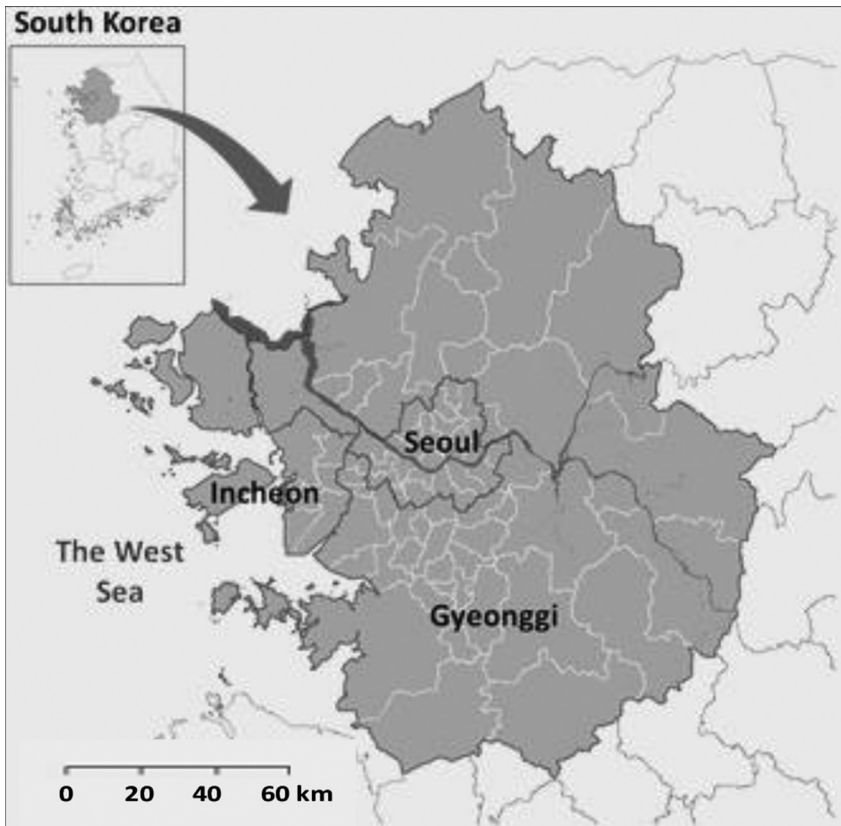 South Korea
Seoul
Incheon
The West
Sea
Gyeonggi
0 20 40 60 km